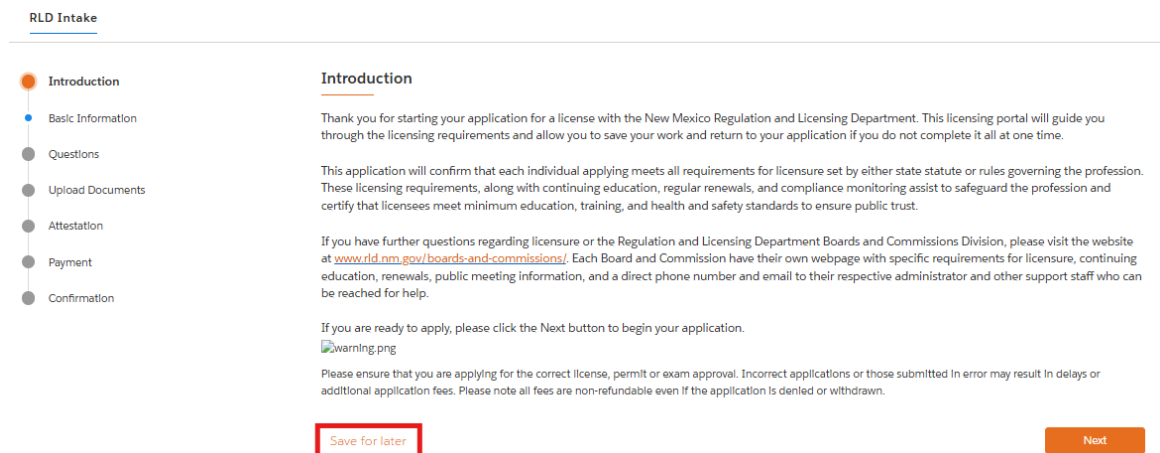 RLD Intake
Introduction
Basic Information
Questions
Upload Documents
Attestation
Payment
Confirmation
Introduction
Thank you for starting your application for a license with the New Mexico Regulation and Licensing Department. This licensing portal will guide you
through the licensing requirements and allow you to save your work and return to your application if you do not complete it all at one time.
This application will confirm that each individual applying meets all requirements for licensure set by either state statute or rules governing the profession.
These licensing requirements, along with continuing education, regular renewals, and compliance monitoring assist to safeguard the profession and
certify that licensees meet minimum education, training, and health and safety standards to ensure public trust.
If you have further questions regarding licensure or the Regulation and Licensing Department Boards and Commissions Division, please visit the website
at www.rld.nm.gov/boards-and-commissions/. Each Board and Commission have their own webpage with specific requirements for licensure, continuing
education, renewals, public meeting information, and a direct phone number and email to their respective administrator and other support staff who can
be reached for help.
If you are ready to apply, please click the Next button to begin your application.
warning.png
Please ensure that you are applying for the correct license, permit or exam approval. Incorrect applications or those submitted in error may result in delays or
additional application fees. Please note all fees are non-refundable even if the application is denied or withdrawn.
Save for later
Next